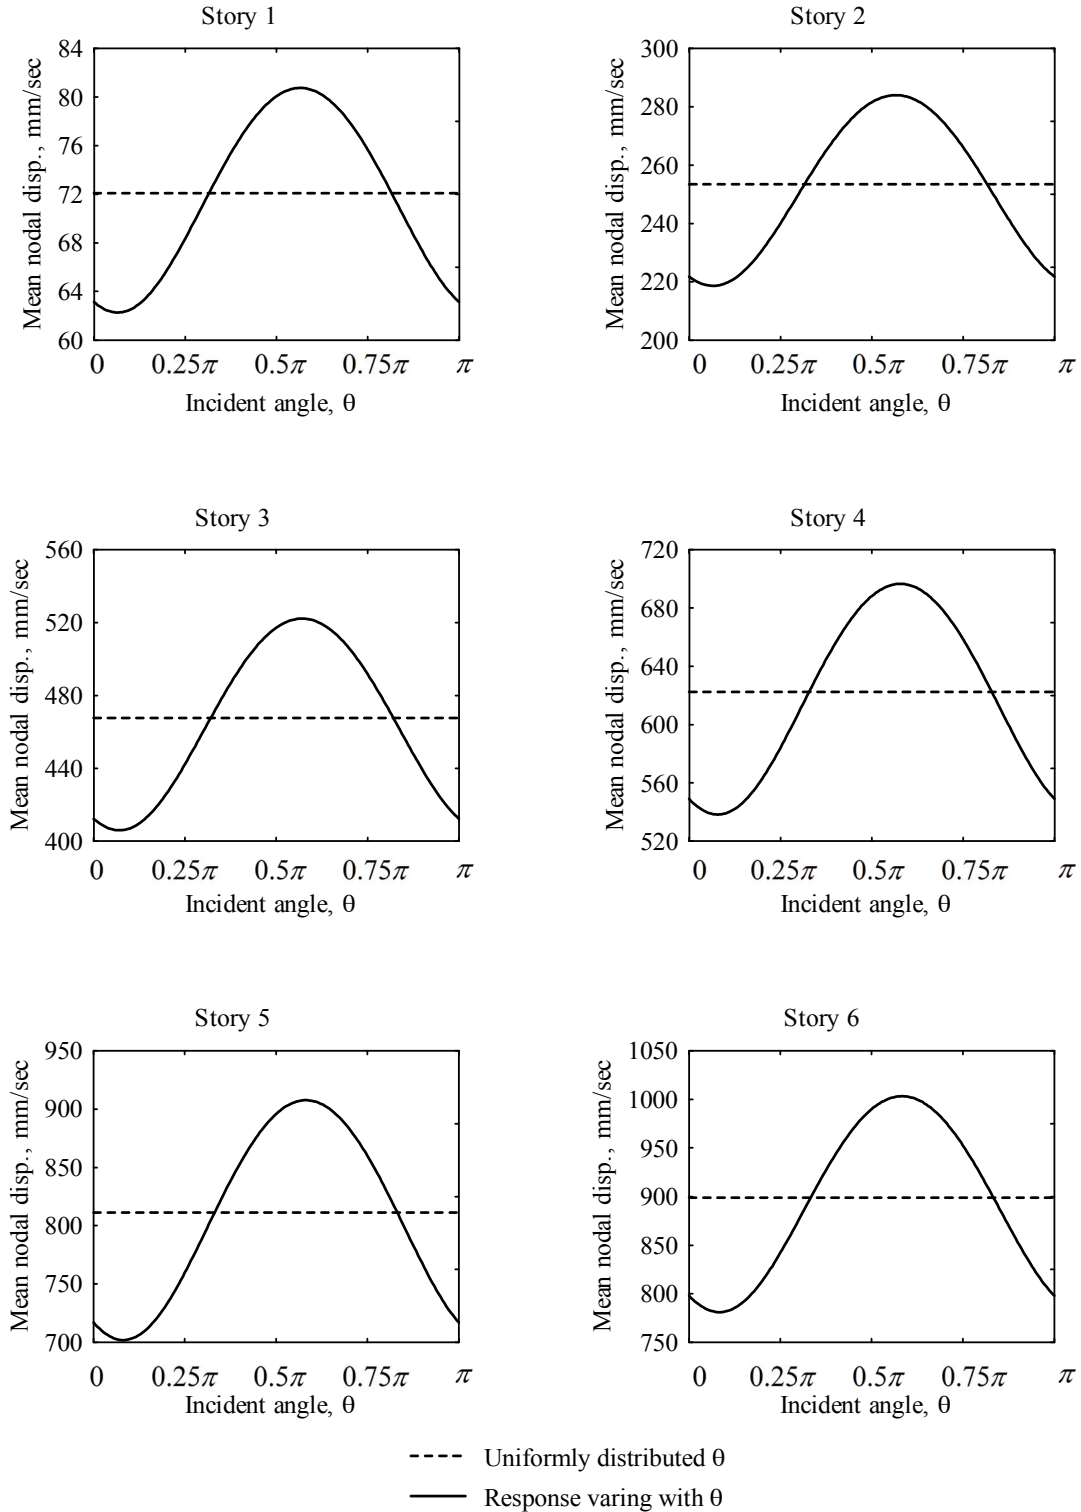 Story 1
Mean nodal disp., mm/sec
84
80
76
72
68
64
60
0 0.25π 0.5π 0.75π π
Incident angle, θ
Story 2
Mean nodal disp., mm/sec
300
280
260
240
220
200
0 0.25π 0.5π 0.75π π
Incident angle, θ
Story 3
Mean nodal disp., mm/sec
560
520
480
440
400
0 0.25π 0.5π 0.75π π
Incident angle, θ
Story 4
Mean nodal disp., mm/sec
720
680
640
600
560
520
0 0.25π 0.5π 0.75π π
Incident angle, θ
Story 5
Mean nodal disp., mm/sec
950
900
850
800
750
700
0 0.25π 0.5π 0.75π π
Incident angle, θ
Story 6
Mean nodal disp., mm/sec
1050
1000
950
900
850
800
750
0 0.25π 0.5π 0.75π π
Incident angle, θ
Uniformly distributed θ
Response varing with θ